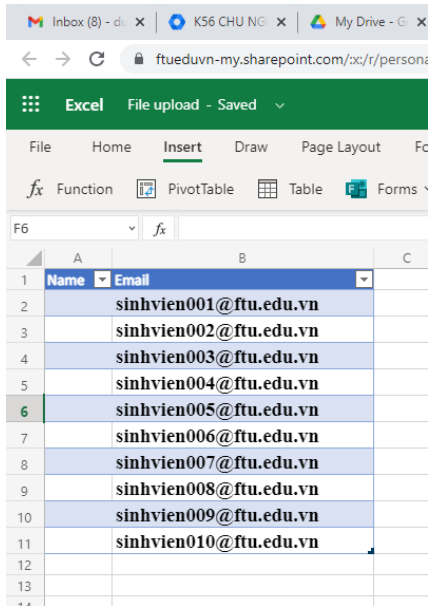 Inbox (8) - du
K56 CHU NG
My Drive - G
ftueduvn-my.sharepoint.com/:x:/r/persona
Excel File upload - Saved
File Home Insert Draw Page Layout Fo
fx Function PivotTable Table Forms
F6 fx
A B C
1 Name Email
2 sinhvien001@ftu.edu.vn
3 sinhvien002@ftu.edu.vn
4 sinhvien003@ftu.edu.vn
5 sinhvien004@ftu.edu.vn
6 sinhvien005@ftu.edu.vn
7 sinhvien006@ftu.edu.vn
8 sinhvien007@ftu.edu.vn
9 sinhvien008@ftu.edu.vn
10 sinhvien009@ftu.edu.vn
11 sinhvien010@ftu.edu.vn
12
13